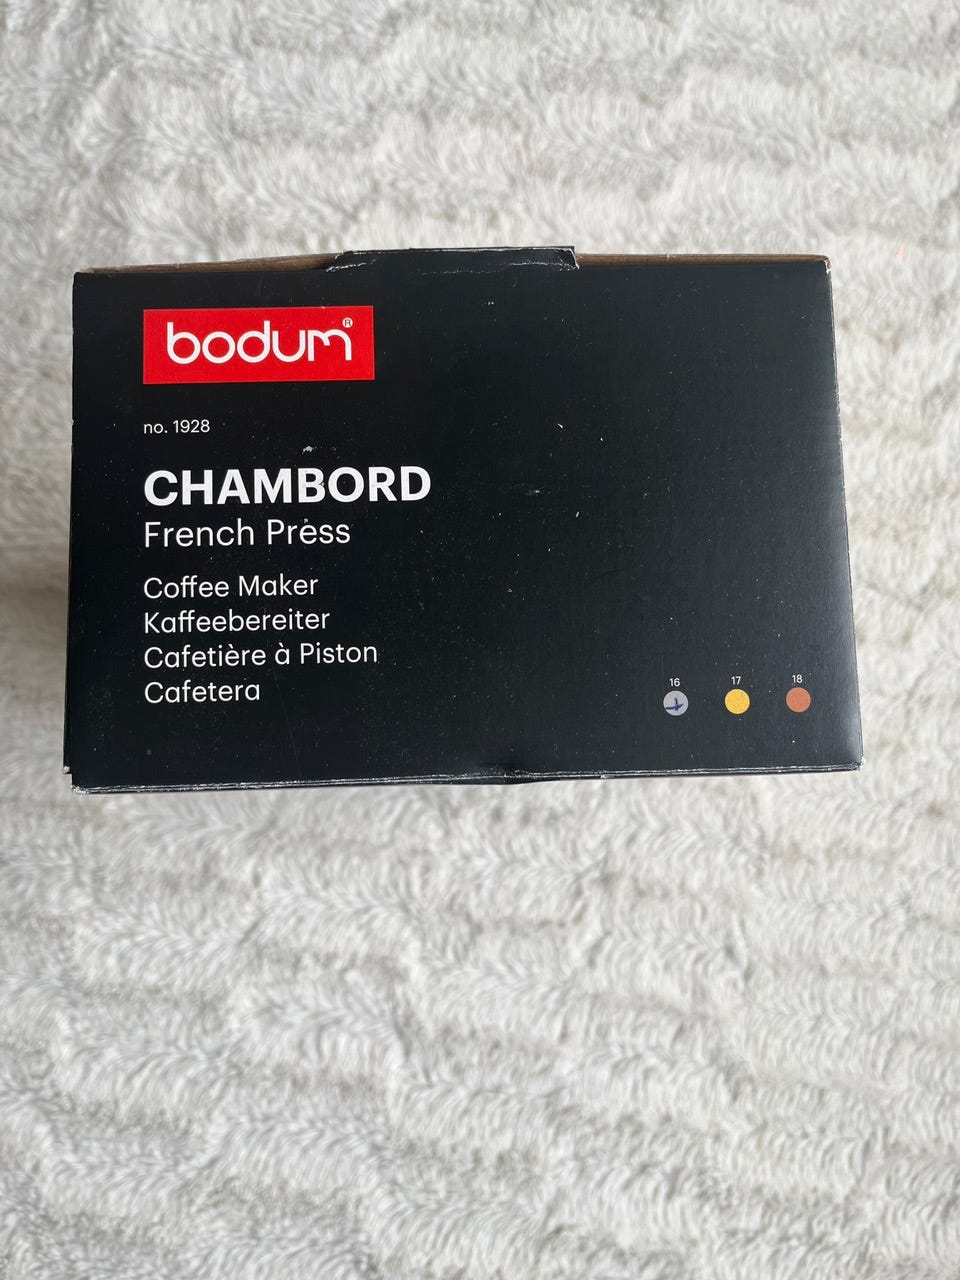 bodum®
no. 1928
CHAMBORD
French Press
Coffee Maker
Kaffeebereiter
Cafetière à Piston
Cafetera
16 17 18